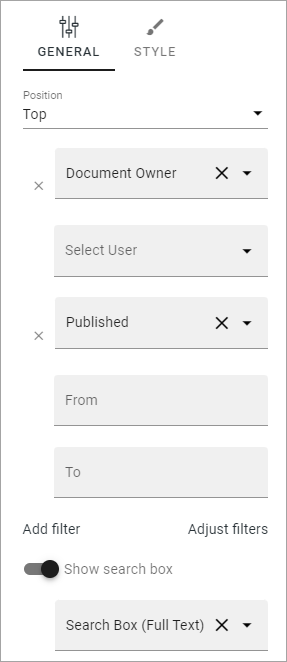 GENERAL STYLE
Position
Top
Document Owner
Select User
Published
From
To
Add filter Adjust filters
Show search box
Search Box (Full Text)